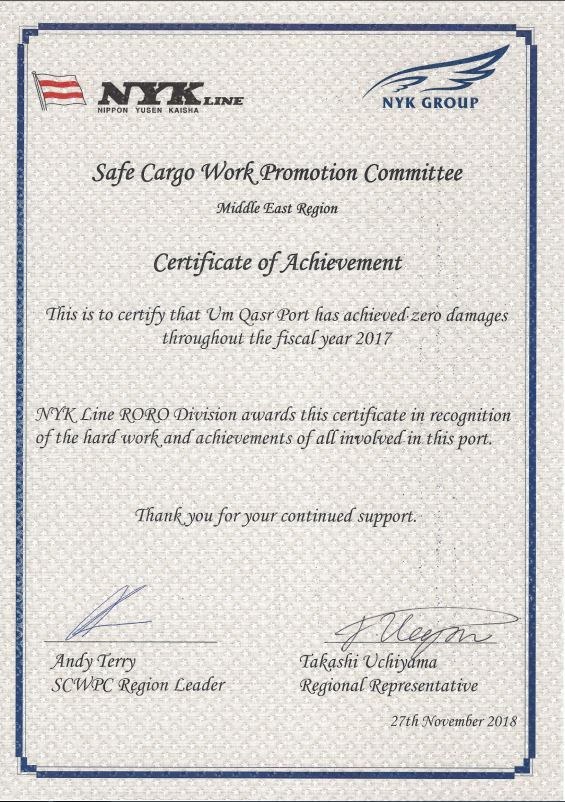 NYK LINE
NIPPON YUSEN KAISHA
NYK GROUP
Safe Cargo Work Promotion Committee
Middle East Region
Certificate of Achievement
This is to certify that Um Qasr Port has achieved zero damages
throughout the fiscal year 2017
NYK Line RORO Division awards this certificate in recognition
of the hard work and achievements of all involved in this port.
Thank you for your continued support.
Andy Terry
SCWPC Region Leader
Takashi Uchiyama
Regional Representative
27th November 2018